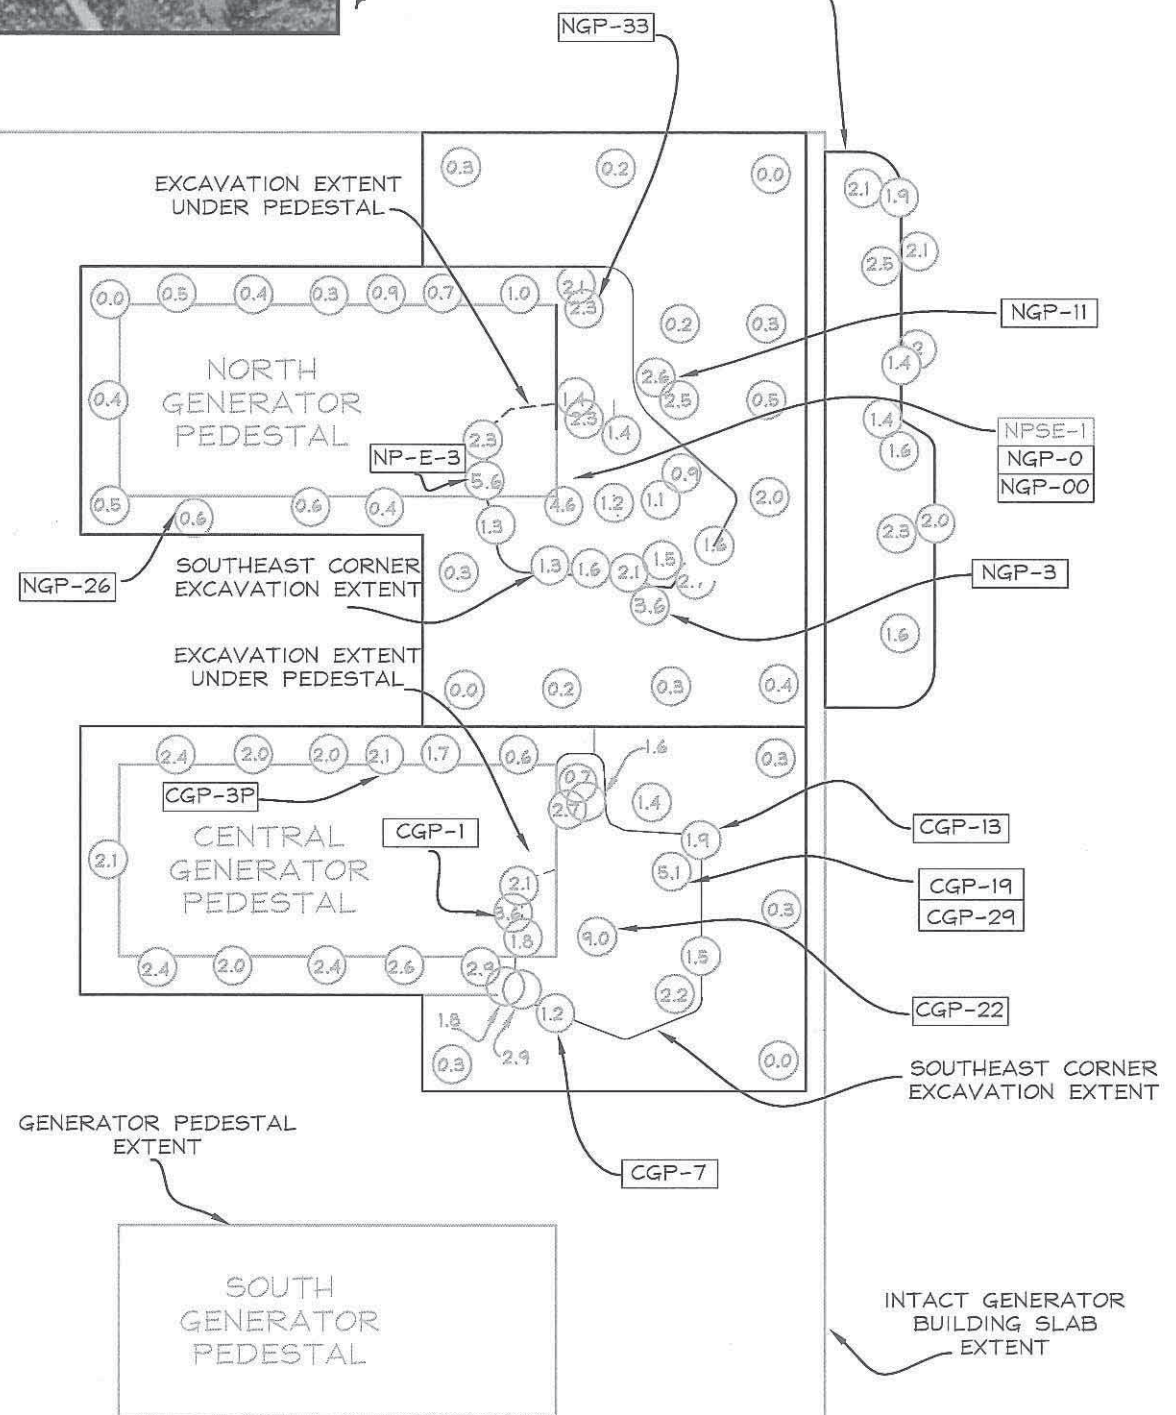 NGP-33
0.3
0.2
0.0
EXCAVATION EXTENT
UNDER PEDESTAL
2.1
1.9
2.5
2.1
0.0
0.5
0.4
0.3
0.9
0.7
1.0
2.1
2.3
0.2
0.3
NGP-11
NORTH
GENERATOR
PEDESTAL
2.6
2.5
0.5
1.4
0.4
1.4
2.3
1.4
1.4
1.6
NPSE-1
NGP-0
NGP-00
2.3
NP-E-3
5.6
0.9
0.5
0.6
0.6
0.4
4.6
1.2
1.1
2.0
1.3
1.6
2.3
2.0
NGP-26
SOUTHEAST CORNER
EXCAVATION EXTENT
0.3
1.3
1.6
2.1
1.5
NGP-3
3.6
1.6
EXCAVATION EXTENT
UNDER PEDESTAL
0.0
0.2
0.3
0.4
2.4
2.0
2.0
2.1
1.7
0.6
1.6
0.3
CGP-3P
0.7
2.7
1.4
CENTRAL
GENERATOR
PEDESTAL
CGP-1
1.9
CGP-13
2.1
2.1
5.1
CGP-19
CGP-29
3.6
1.8
9.0
0.3
2.4
2.0
2.4
2.6
2.9
1.5
2.2
CGP-22
1.8
2.9
1.2
0.3
0.0
SOUTHEAST CORNER
EXCAVATION EXTENT
GENERATOR PEDESTAL
EXTENT
CGP-7
SOUTH
GENERATOR
PEDESTAL
INTACT GENERATOR
BUILDING SLAB
EXTENT